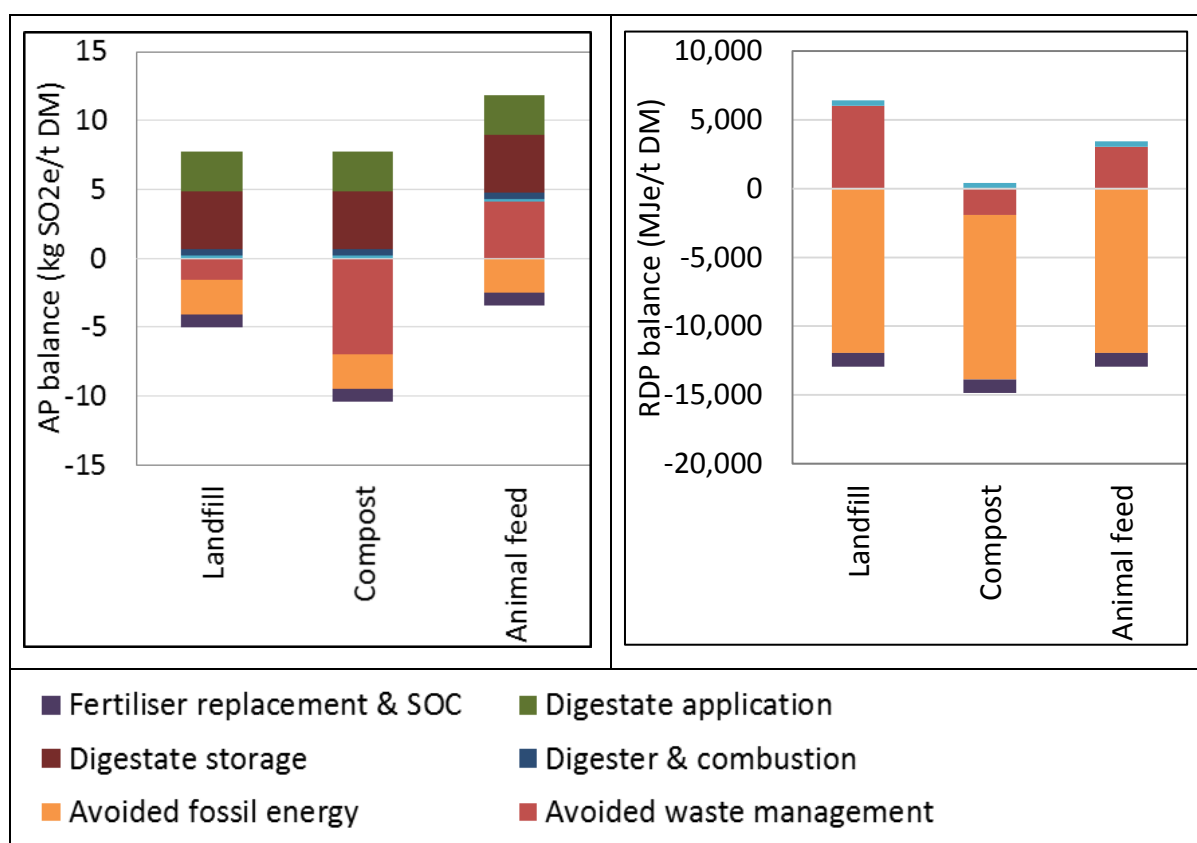 AP balance (kg SO2e/t DM)
15
10
5
0
-5
-10
-15
Landfill
Compost
Animal feed
RDP balance (MJe/t DM)
10,000
5,000
0
-5,000
-10,000
-15,000
-20,000
Landfill
Compost
Animal feed
Fertiliser replacement & SOC
Digestate application
Digestate storage
Digester & combustion
Avoided fossil energy
Avoided waste management